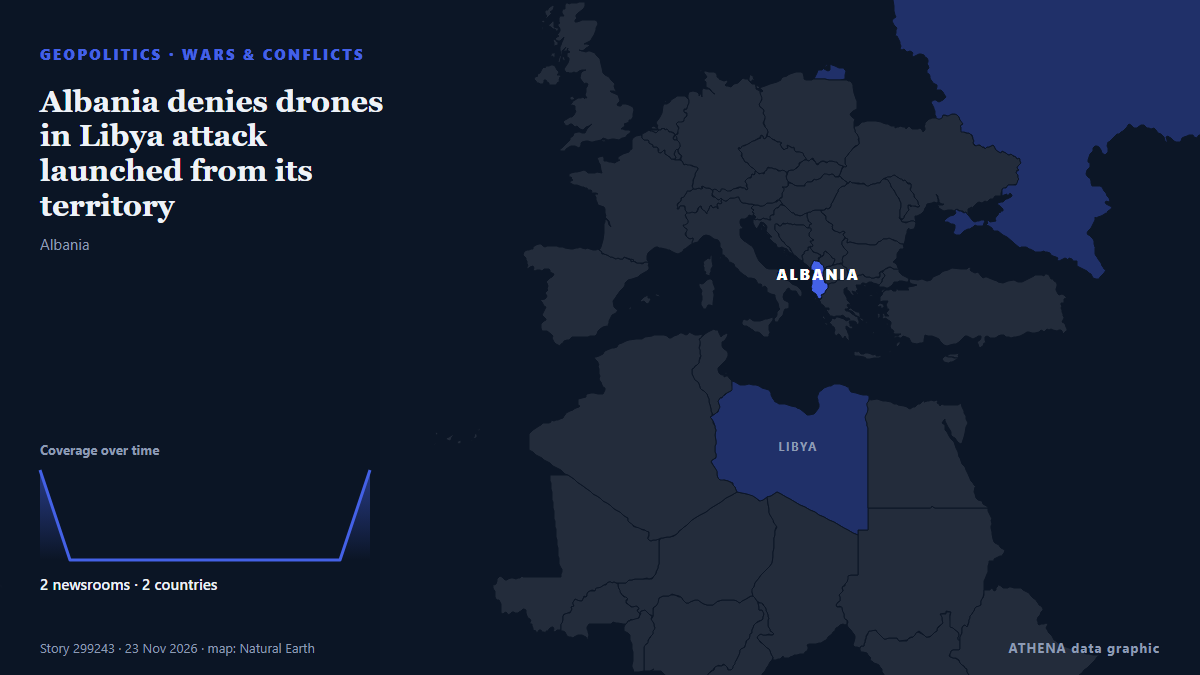 GEOPOLITICS · WARS & CONFLICTS
Albania denies drones
in Libya attack
launched from its
territory
Albania
ALBANIA
LIBYA
Coverage over time
2 newsrooms · 2 countries
Story 299243 · 23 Nov 2026 · map: Natural Earth
ATHENA data graphic